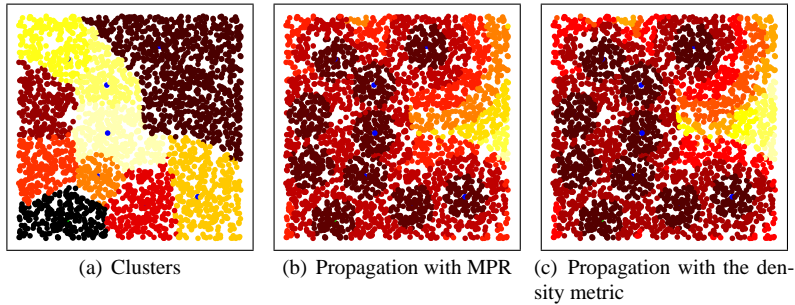 (a) Clusters
(b) Propagation with MPR
(c) Propagation with the den-
sity metric